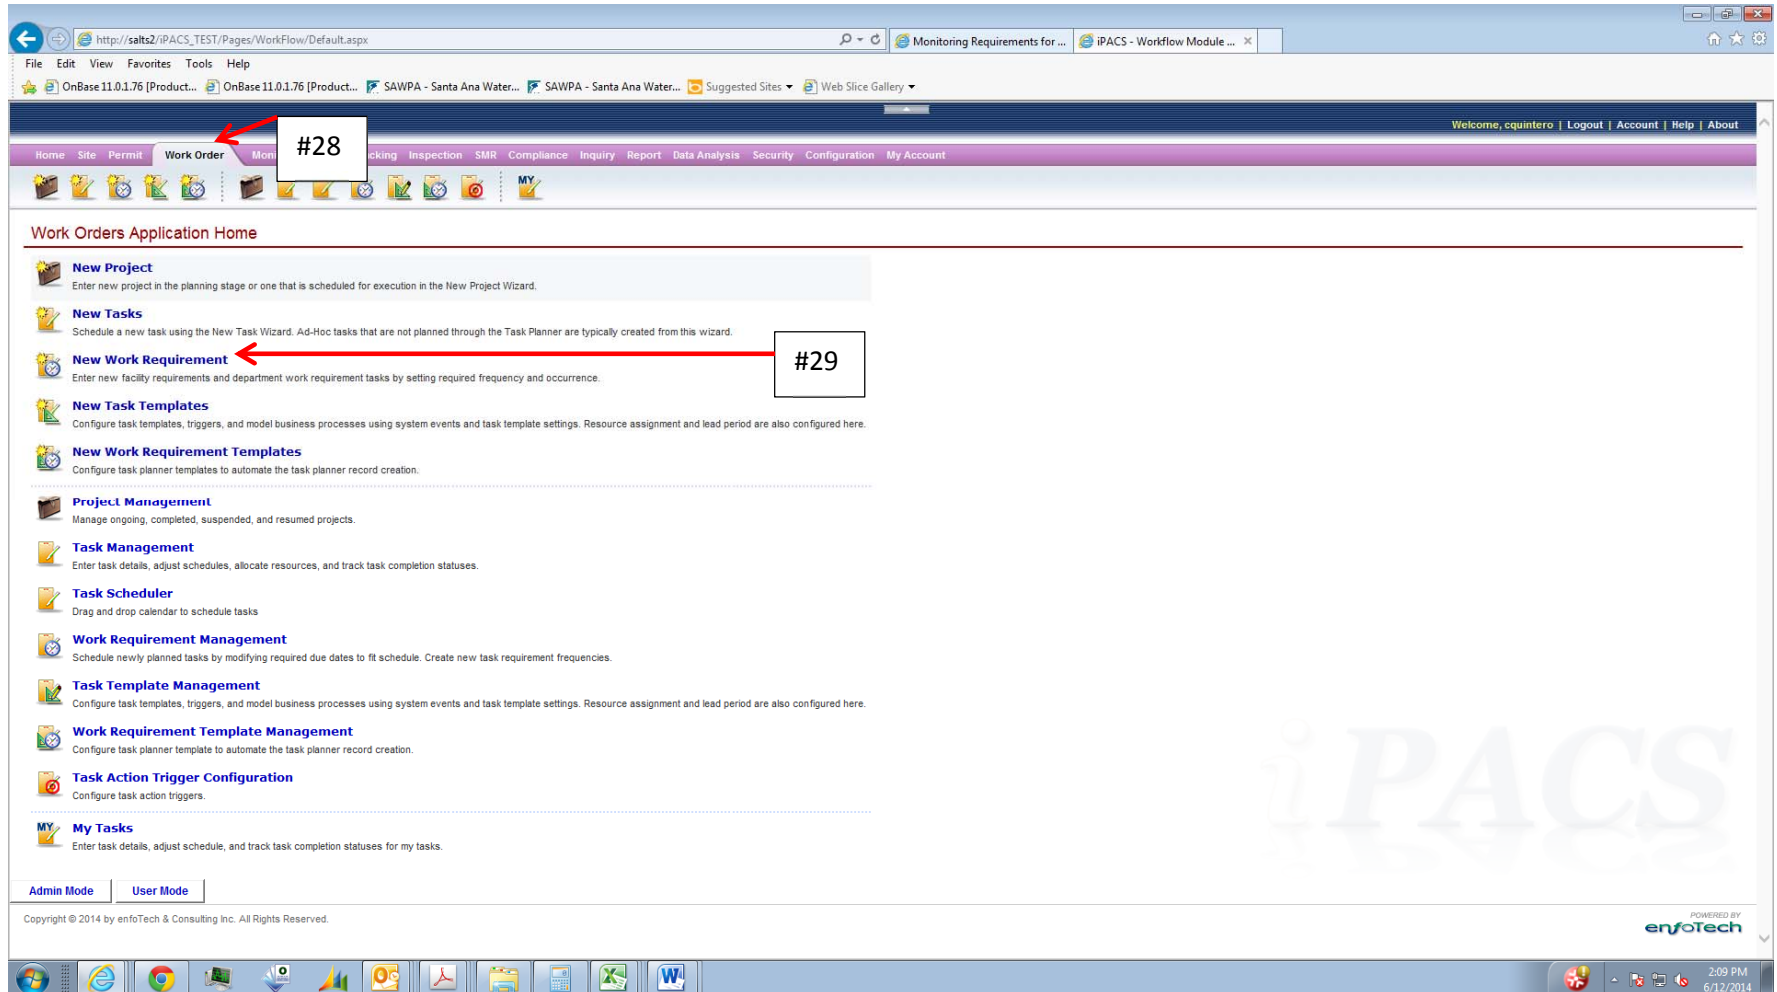 http://salts2/iPACS_TEST/Pages/WorkFlow/Default.aspx
Monitoring Requirements for ...
iPACS - Workflow Module ...
File Edit View Favorites Tools Help
OnBase 11.0.1.76 [Product... OnBase 11.0.1.76 [Product... SAWPA - Santa Ana Water... SAWPA - Santa Ana Water... Suggested Sites Web Slice Gallery
Welcome, cquintero | Logout | Account | Help | About
#28
Home Site Permit Work Order Moni cking Inspection SMR Compliance Inquiry Report Data Analysis Security Configuration My Account
MY
Work Orders Application Home
New Project
Enter new project in the planning stage or one that is scheduled for execution in the New Project Wizard.
New Tasks
Schedule a new task using the New Task Wizard. Ad-Hoc tasks that are not planned through the Task Planner are typically created from this wizard.
New Work Requirement
#29
Enter new facility requirements and department work requirement tasks by setting required frequency and occurrence.
New Task Templates
Configure task templates, triggers, and model business processes using system events and task template settings. Resource assignment and lead period are also configured here.
New Work Requirement Templates
Configure task planner templates to automate the task planner record creation.
Project Management
Manage ongoing, completed, suspended, and resumed projects.
Task Management
Enter task details, adjust schedules, allocate resources, and track task completion statuses.
Task Scheduler
Drag and drop calendar to schedule tasks
Work Requirement Management
Schedule newly planned tasks by modifying required due dates to fit schedule. Create new task requirement frequencies.
Task Template Management
Configure task templates, triggers, and model business processes using system events and task template settings. Resource assignment and lead period are also configured here.
Work Requirement Template Management
Configure task planner template to automate the task planner record creation.
Task Action Trigger Configuration
Configure task action triggers.
iPACS
MY
My Tasks
Enter task details, adjust schedule, and track task completion statuses for my tasks.
Admin Mode User Mode
Copyright © 2014 by enfoTech & Consulting Inc. All Rights Reserved.
POWERED BY
enfoTech
2:09 PM
6/12/2014